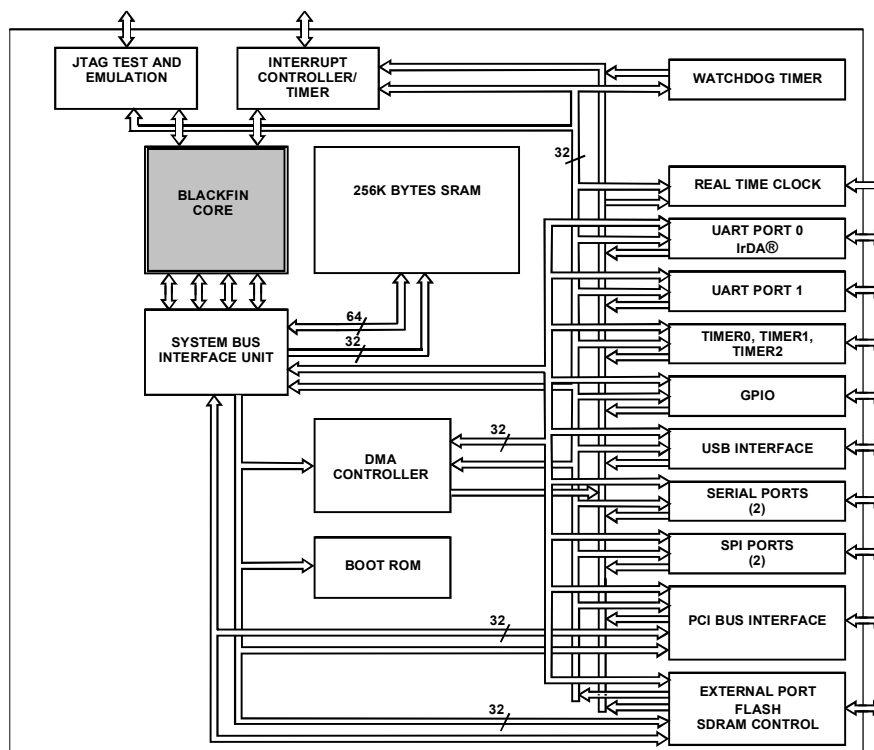 JTAG TEST AND
EMULATION
INTERRUPT
CONTROLLER/
TIMER
WATCHDOG TIMER
32
BLACKFIN
CORE
256K BYTES SRAM
REAL TIME CLOCK
UART PORT 0
IrDA®
UART PORT 1
64
32
SYSTEM BUS
INTERFACE UNIT
TIMER0, TIMER1,
TIMER2
GPIO
32
DMA
CONTROLLER
USB INTERFACE
SERIAL PORTS
(2)
BOOT ROM
SPI PORTS
(2)
32
PCI BUS INTERFACE
32
EXTERNAL PORT
FLASH
SDRAM CONTROL